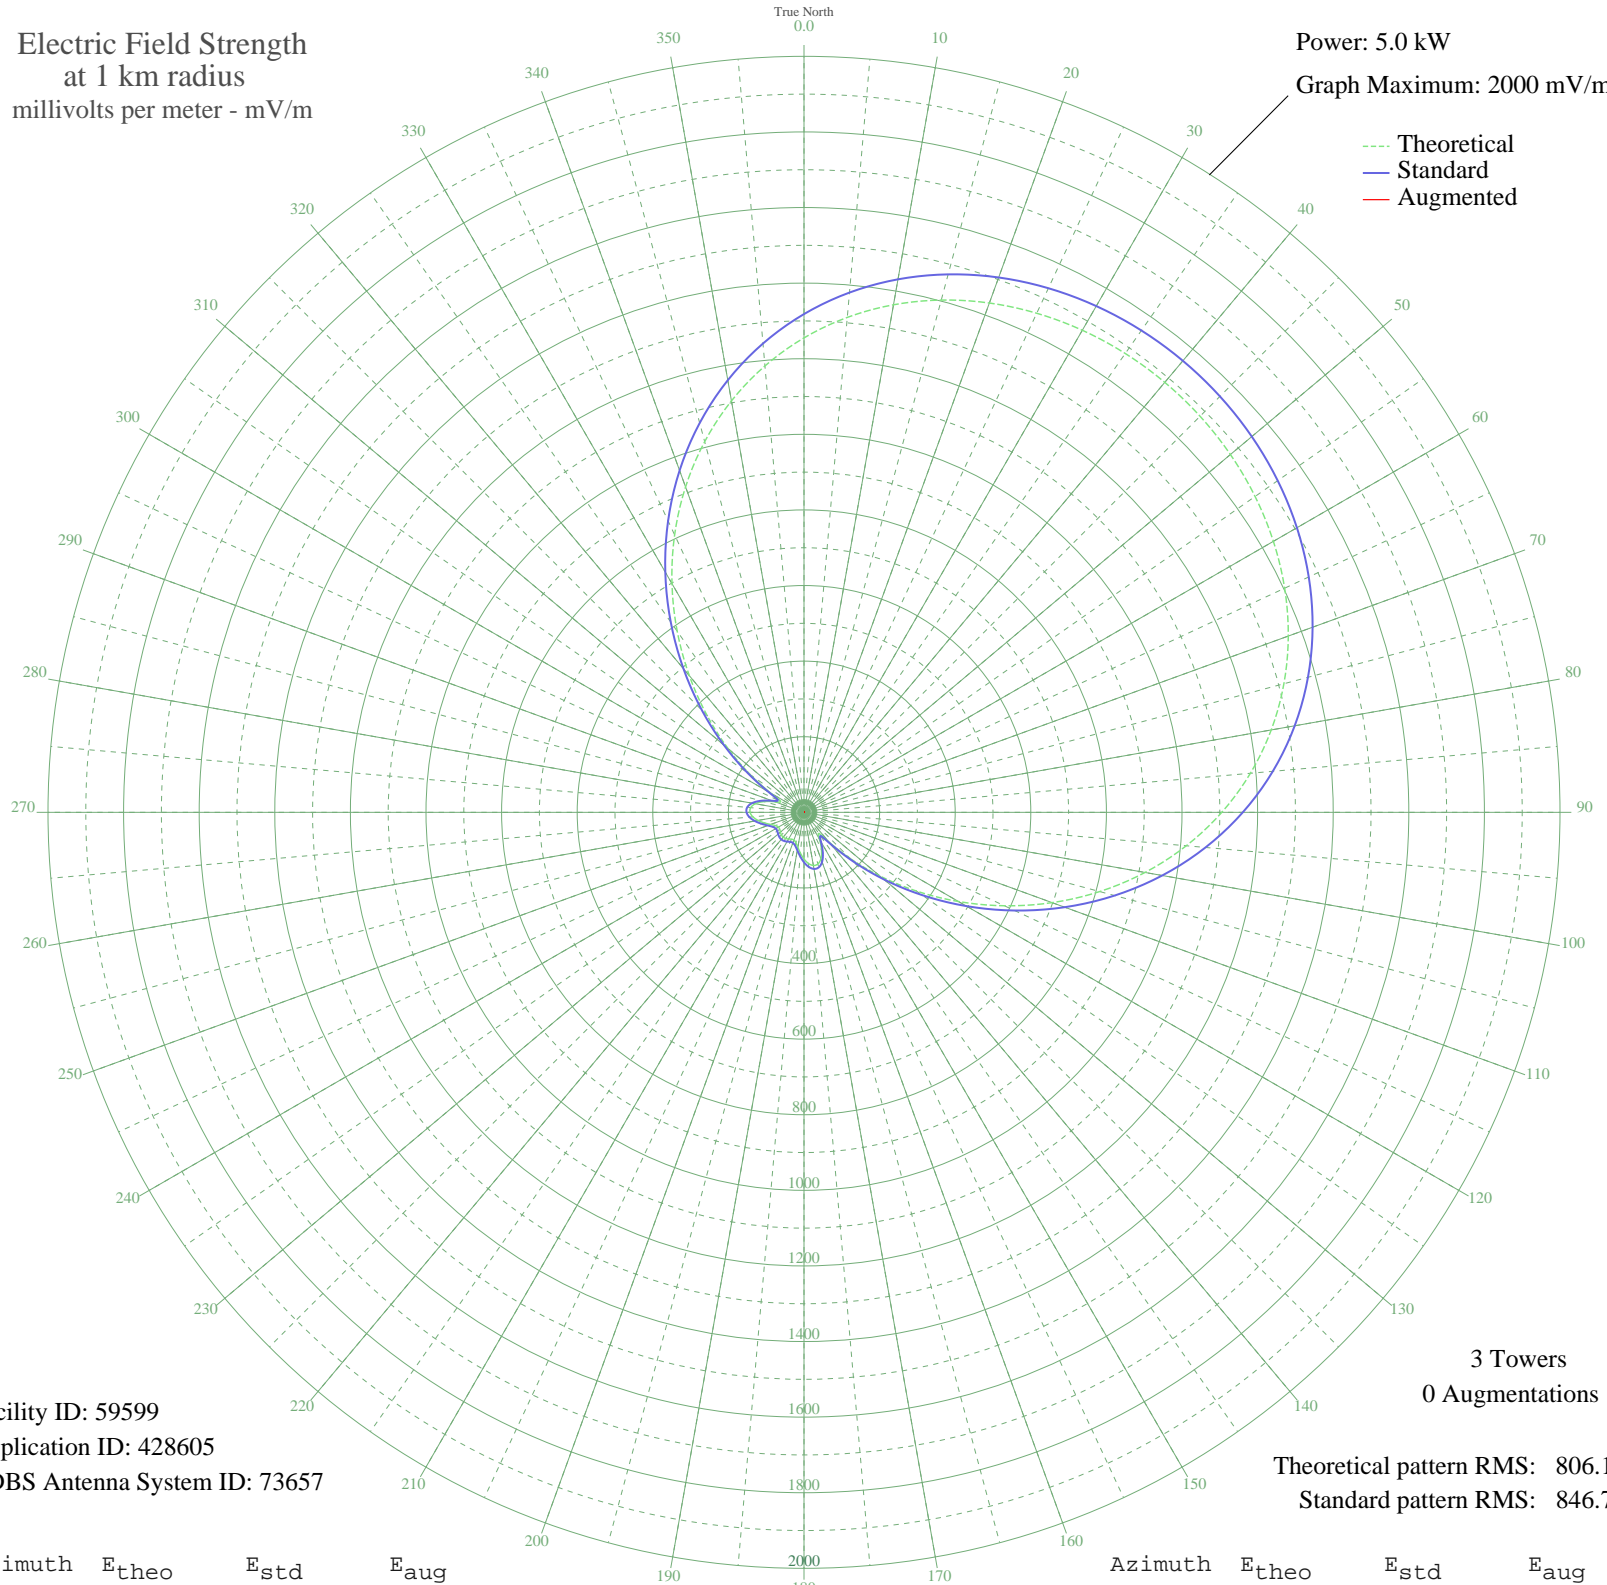 True North
0.0
Electric Field Strength
at 1 km radius
millivolts per meter - mV/m
Power: 5.0 kW
Graph Maximum: 2000 mV/m
Theoretical
Standard
Augmented
10
20
30
40
50
60
70
80
90
100
110
120
130
140
150
160
170
190
200
210
220
230
240
250
260
270
280
290
300
310
320
330
340
350
400
600
800
1000
1200
1400
1600
1800
2000
3 Towers
0 Augmentations
cility ID: 59599
plication ID: 428605
DBS Antenna System ID: 73657
Theoretical pattern RMS: 806.1
Standard pattern RMS: 846.7
imuth Etheo Estd Eaug
Azimuth Etheo Estd Eaug